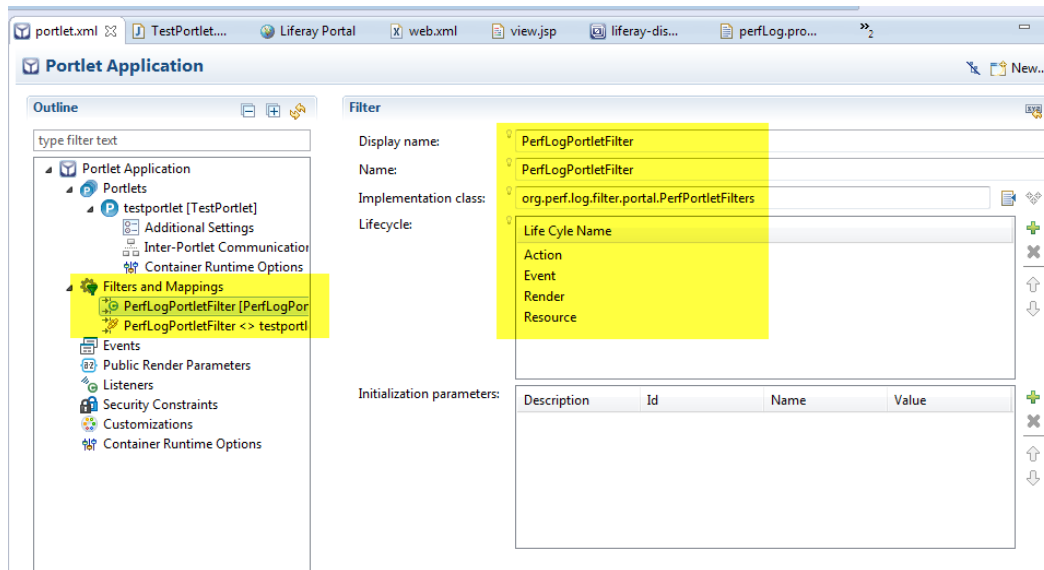 portlet.xml
TestPortlet....
Liferay Portal
web.xml
view.jsp
liferay-dis...
perfLog.pro...
»2
Portlet Application
New..
Outline
type filter text
Portlet Application
Portlets
testportlet [TestPortlet]
Additional Settings
Inter-Portlet Communication
Container Runtime Options
Filters and Mappings
PerfLogPortletFilter [PerfLogPor
PerfLogPortletFilter <> testportl
Events
Public Render Parameters
Listeners
Security Constraints
Customizations
Container Runtime Options
Filter
Display name:
PerfLogPortletFilter
Name:
PerfLogPortletFilter
Implementation class:
org.perf.log.filter.portal.PerfPortletFilters
Lifecycle:
Life Cyle Name
Action
Event
Render
Resource
Initialization parameters:
Description Id Name Value